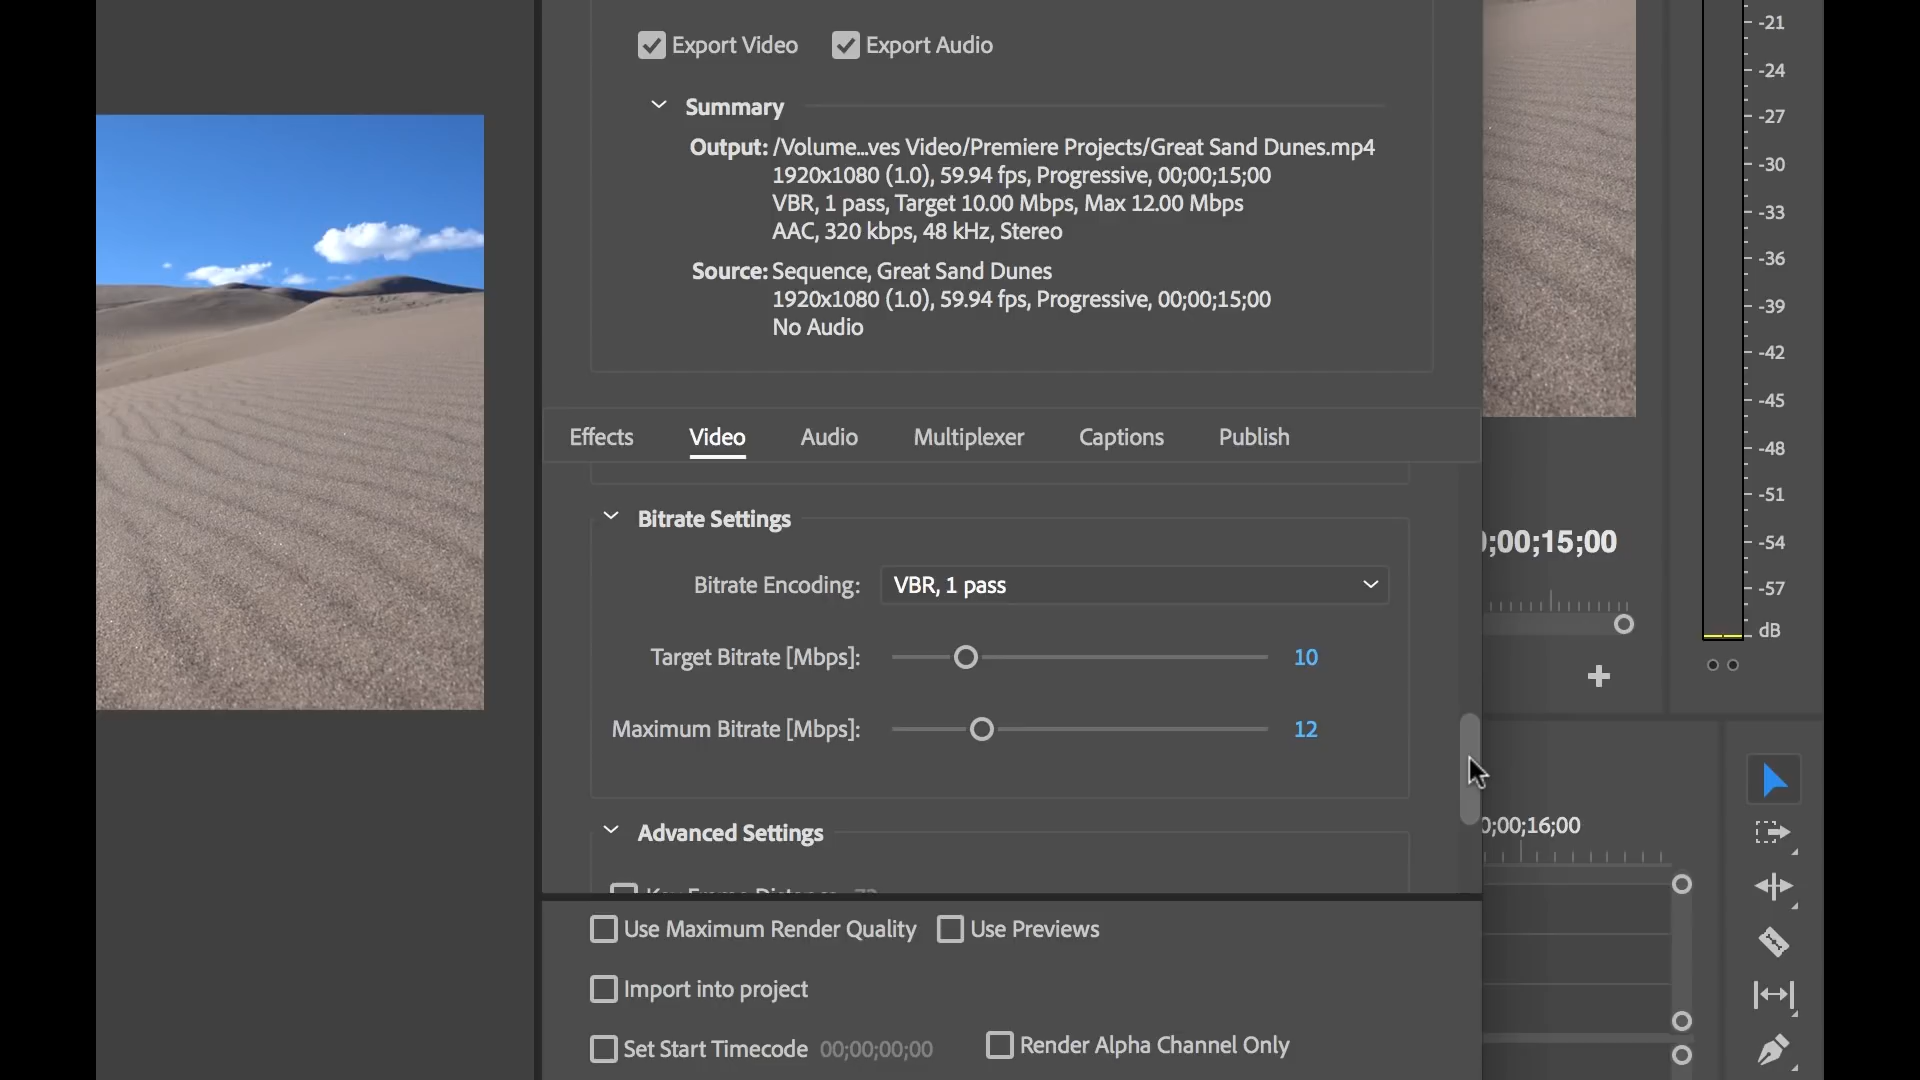 Export Video
Export Audio
Summary
Output: /Volume...ves Video/Premiere Projects/Great Sand Dunes.mp4
1920x1080 (1.0), 59.94 fps, Progressive, 00;00;15;00
VBR, 1 pass, Target 10.00 Mbps, Max 12.00 Mbps
AAC, 320 kbps, 48 kHz, Stereo
Source: Sequence, Great Sand Dunes
1920x1080 (1.0), 59.94 fps, Progressive, 00;00;15;00
No Audio
Effects
Video
Audio
Multiplexer
Captions
Publish
Bitrate Settings
Bitrate Encoding: VBR, 1 pass
Target Bitrate [Mbps]: 10
Maximum Bitrate [Mbps]: 12
Advanced Settings
Use Maximum Render Quality
Use Previews
Import into project
Set Start Timecode 00;00;00;00
Render Alpha Channel Only
;00;15;00
0;00;16;00
-21
-24
-27
-30
-33
-36
-39
-42
-45
-48
-51
-54
-57
dB